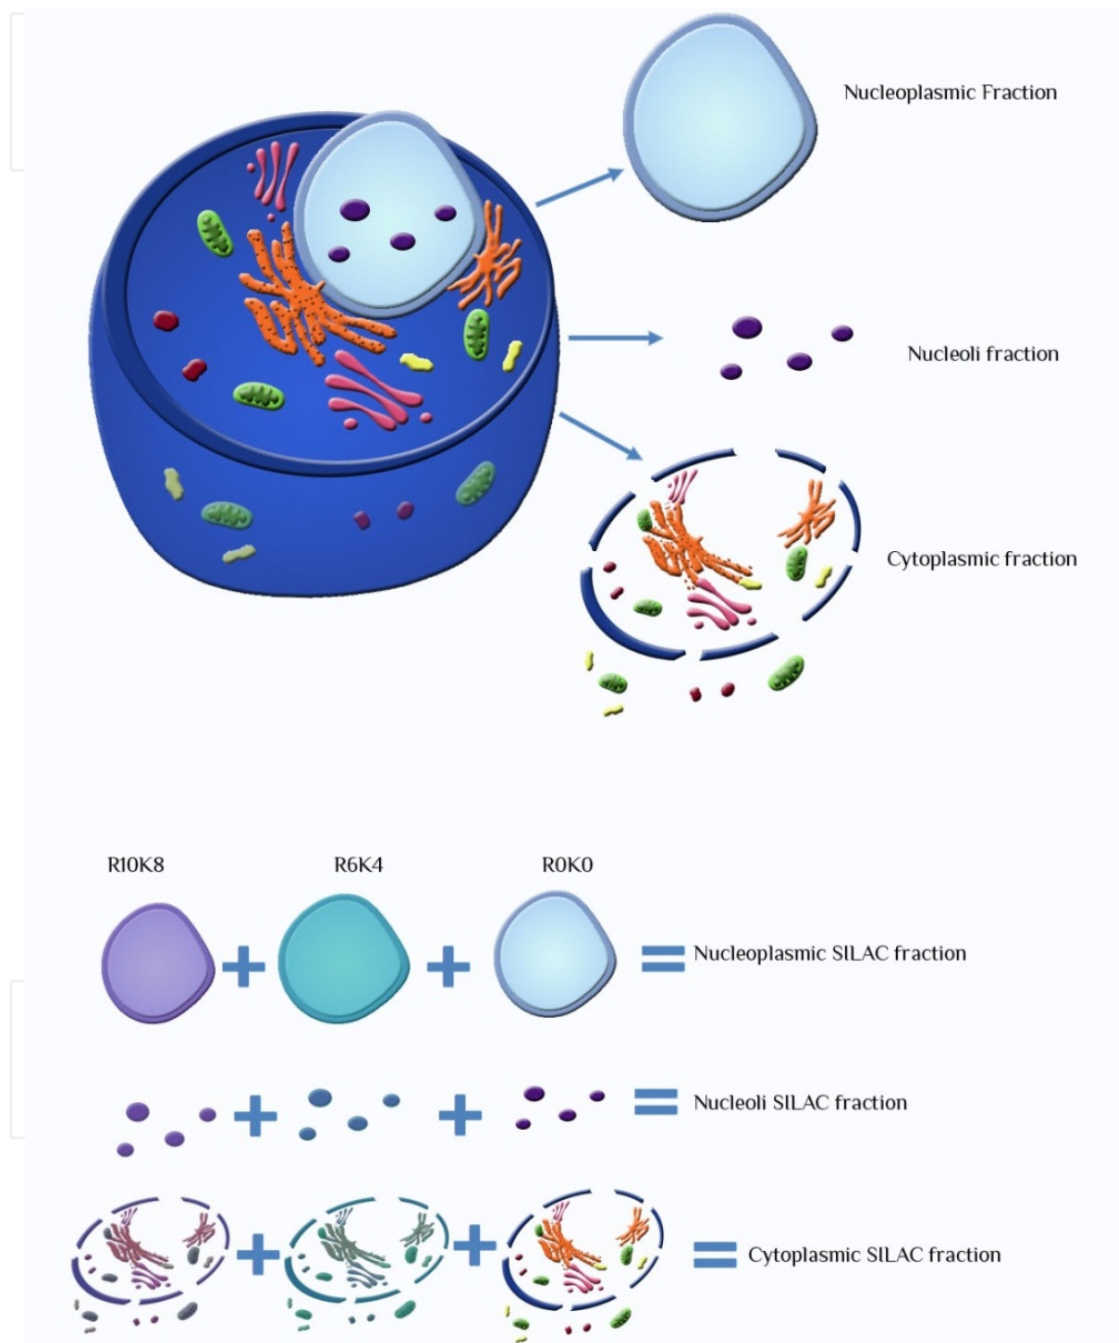 Nucleoplasmic Fraction
Nucleoli fraction
Cytoplasmic fraction
R10K8
R6K4
R0K0
Nucleoplasmic SILAC fraction
Nucleoli SILAC fraction
Cytoplasmic SILAC fraction